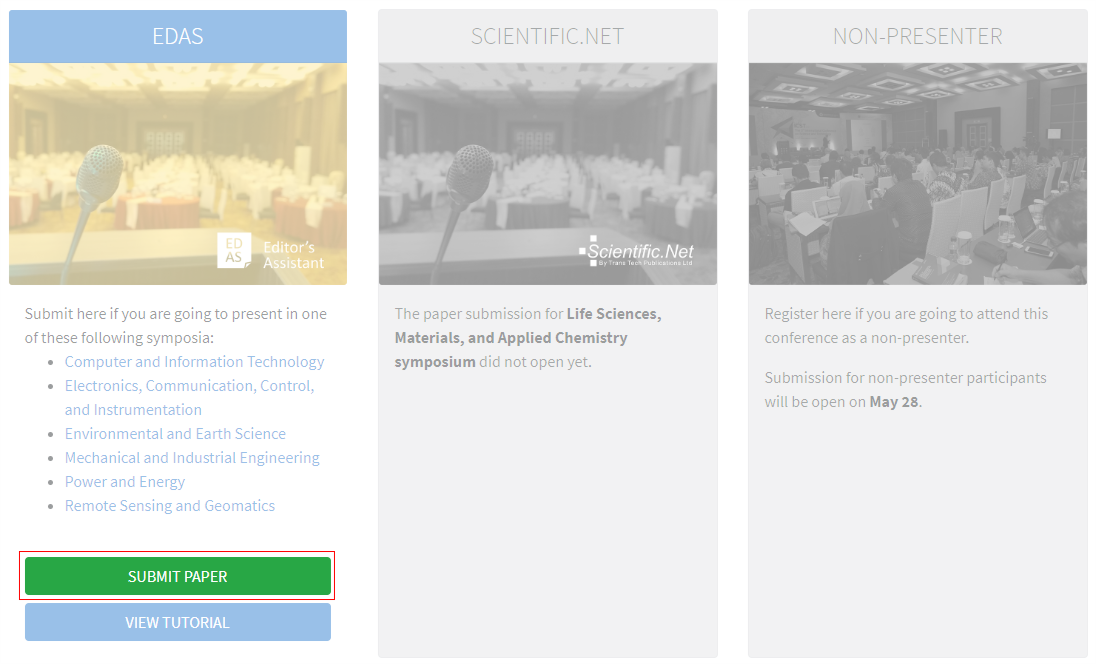 EDAS
ED
AS
Editor's
Assistant
Submit here if you are going to present in one
of these following symposia:
Computer and Information Technology
Electronics, Communication, Control,
and Instrumentation
Environmental and Earth Science
Mechanical and Industrial Engineering
Power and Energy
Remote Sensing and Geomatics
SUBMIT PAPER
VIEW TUTORIAL
SCIENTIFIC.NET
Scientific.Net
By Trans Tech Publications Ltd
The paper submission for Life Sciences,
Materials, and Applied Chemistry
symposium did not open yet.
NON-PRESENTER
Register here if you are going to attend this
conference as a non-presenter.
Submission for non-presenter participants
will be open on May 28.